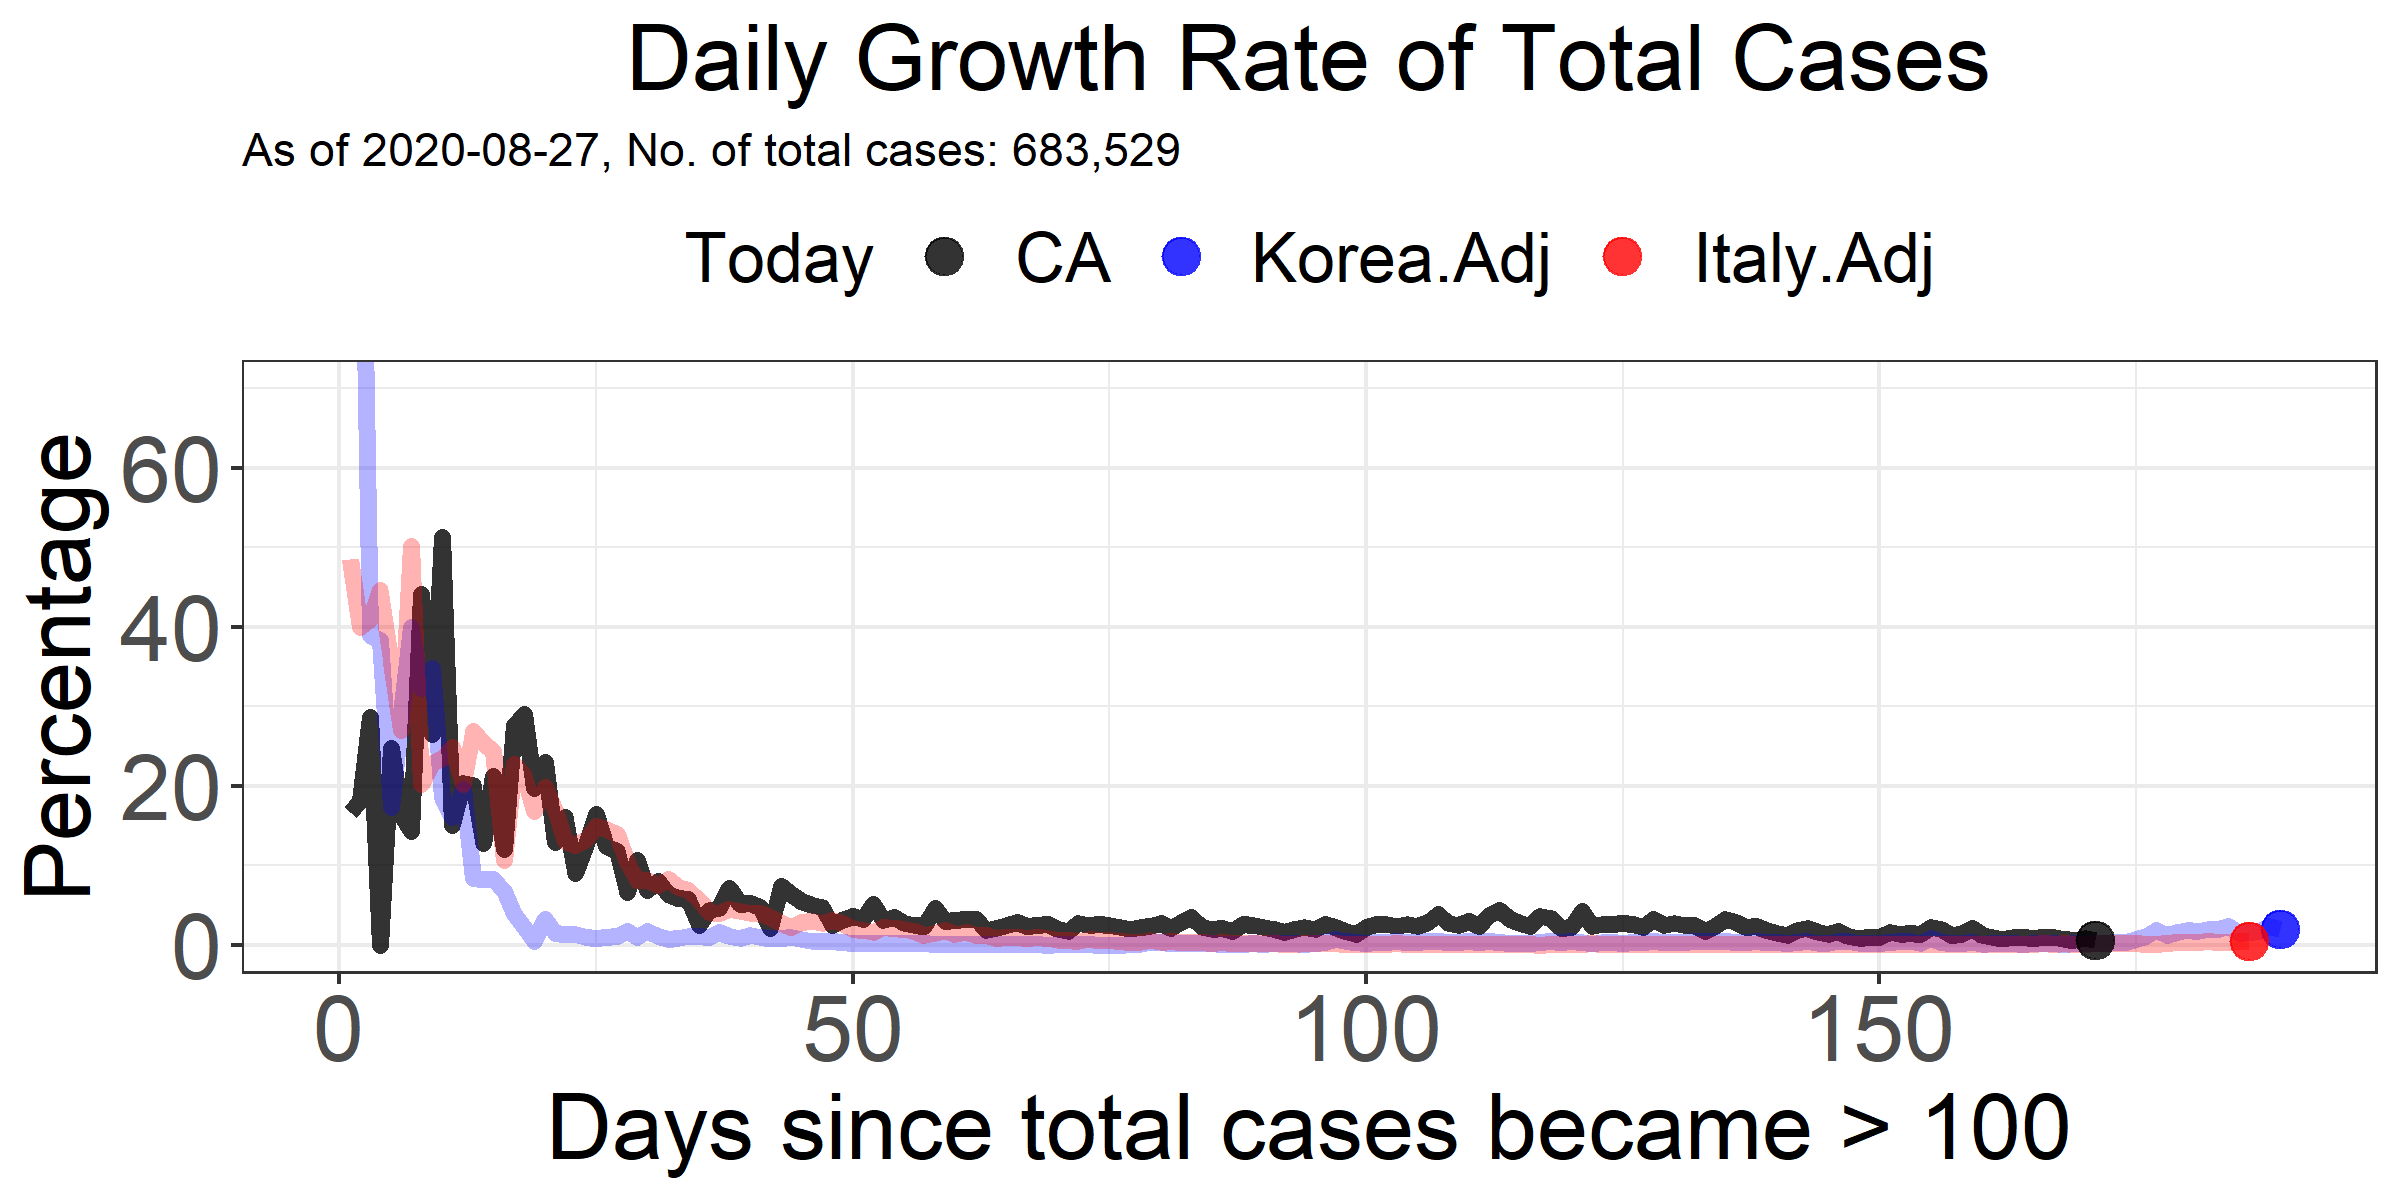 Daily Growth Rate of Total Cases
As of 2020-08-27, No. of total cases: 683,529
Today CA Korea.Adj Italy.Adj
Percentage
60
40
20
0
0 50 100 150
Days since total cases became > 100